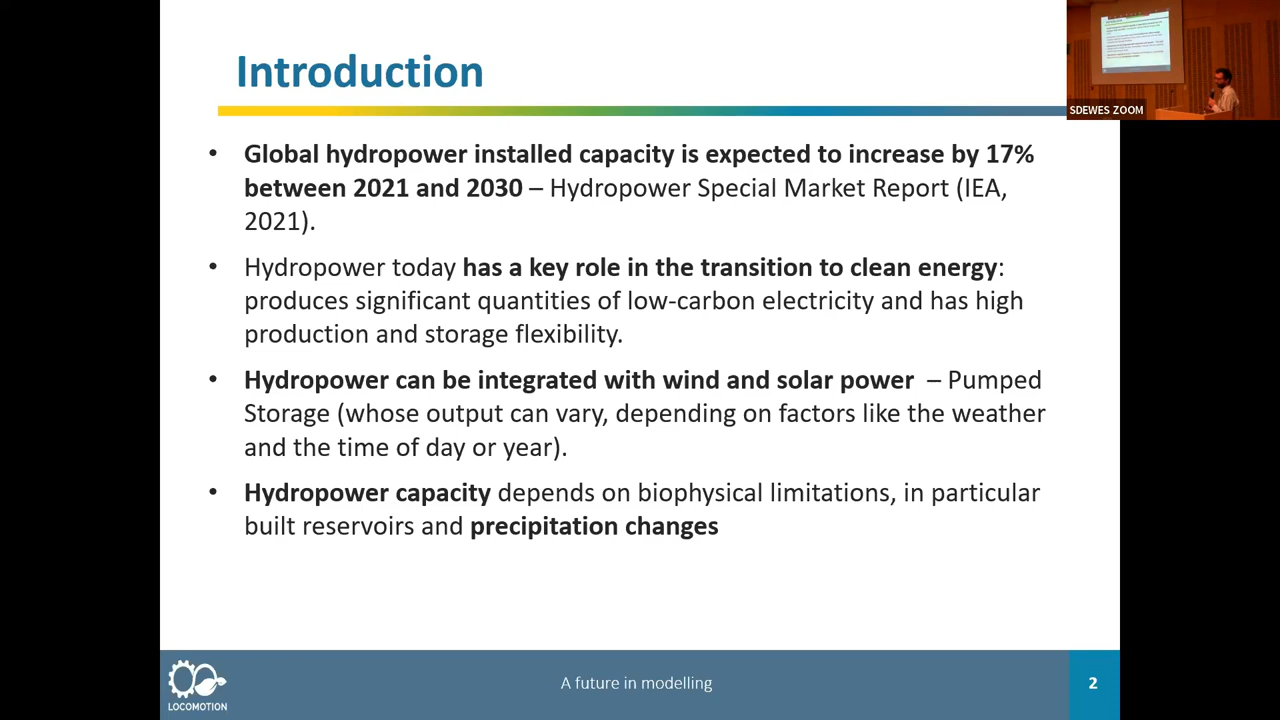 Introduction
SDEWES ZOOM
• Global hydropower installed capacity is expected to increase by 17%
between 2021 and 2030 – Hydropower Special Market Report (IEA,
2021).
• Hydropower today has a key role in the transition to clean energy:
produces significant quantities of low-carbon electricity and has high
production and storage flexibility.
• Hydropower can be integrated with wind and solar power – Pumped
Storage (whose output can vary, depending on factors like the weather
and the time of day or year).
• Hydropower capacity depends on biophysical limitations, in particular
built reservoirs and precipitation changes
LOCOMOTION
A future in modelling
2